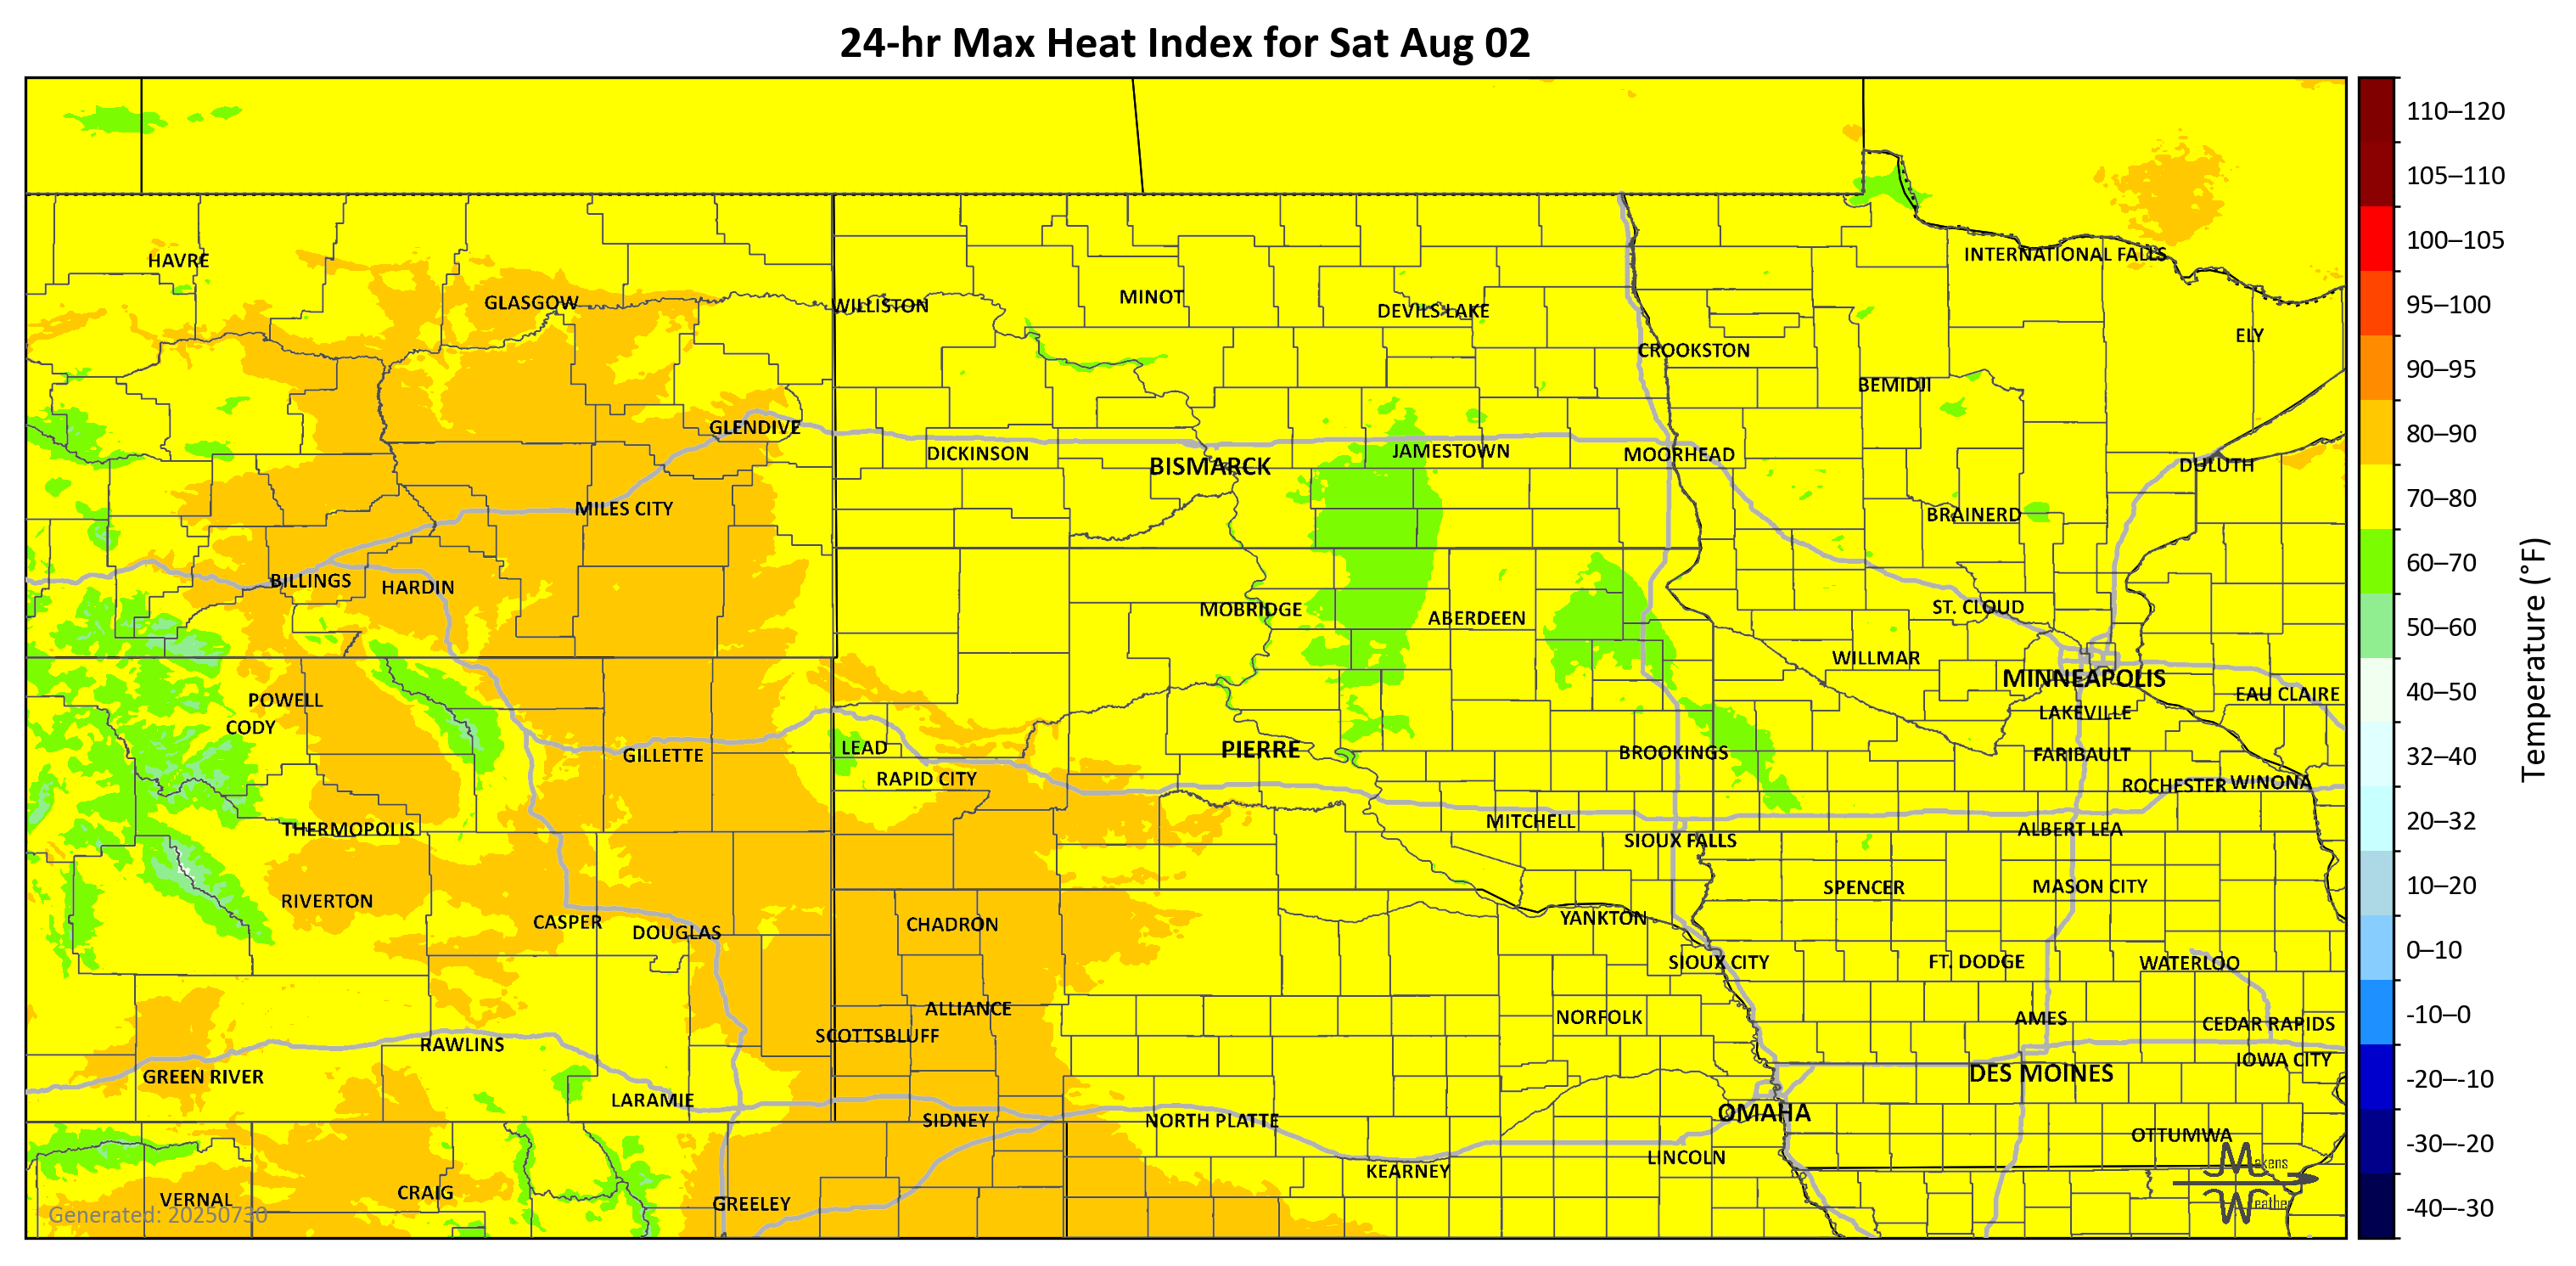 24-hr Max Heat Index for Sat Aug 02
HAVRE
GLASGOW
WILLISTON
MINOT
DEVILS LAKE
INTERNATIONAL FALLS
CROOKSTON
ELY
BEMIDJI
GLENDIVE
DICKINSON
BISMARCK
JAMESTOWN
MOORHEAD
DULUTH
MILES CITY
BRAINERD
BILLINGS
HARDIN
MOBRIDGE
ABERDEEN
ST. CLOUD
WILLMAR
MINNEAPOLIS
POWELL
EAU CLAIRE
CODY
LAKEVILLE
GILLETTE
LEAD
PIERRE
BROOKINGS
FARIBAULT
RAPID CITY
ROCHESTER
WINONA
THERMOPOLIS
MITCHELL
SIOUX FALLS
ALBERT LEA
RIVERTON
SPENCER
MASON CITY
CASPER
DOUGLAS
CHADRON
YANKTON
SIOUX CITY
FT. DODGE
WATERLOO
ALLIANCE
NORFOLK
AMES
CEDAR RAPIDS
SCOTTSBLUFF
RAWLINS
IOWA CITY
GREEN RIVER
DES MOINES
LARAMIE
SIDNEY
NORTH PLATTE
OMAHA
OTTUMWA
LINCOLN
KEARNEY
VERNAL
CRAIG
GREELEY
Generated: 20250730
Makens
Weather
110–120
105–110
100–105
95–100
90–95
80–90
70–80
60–70
50–60
40–50
32–40
20–32
10–20
0–10
-10–0
-20–-10
-30–-20
-40–-30
Temperature (°F)